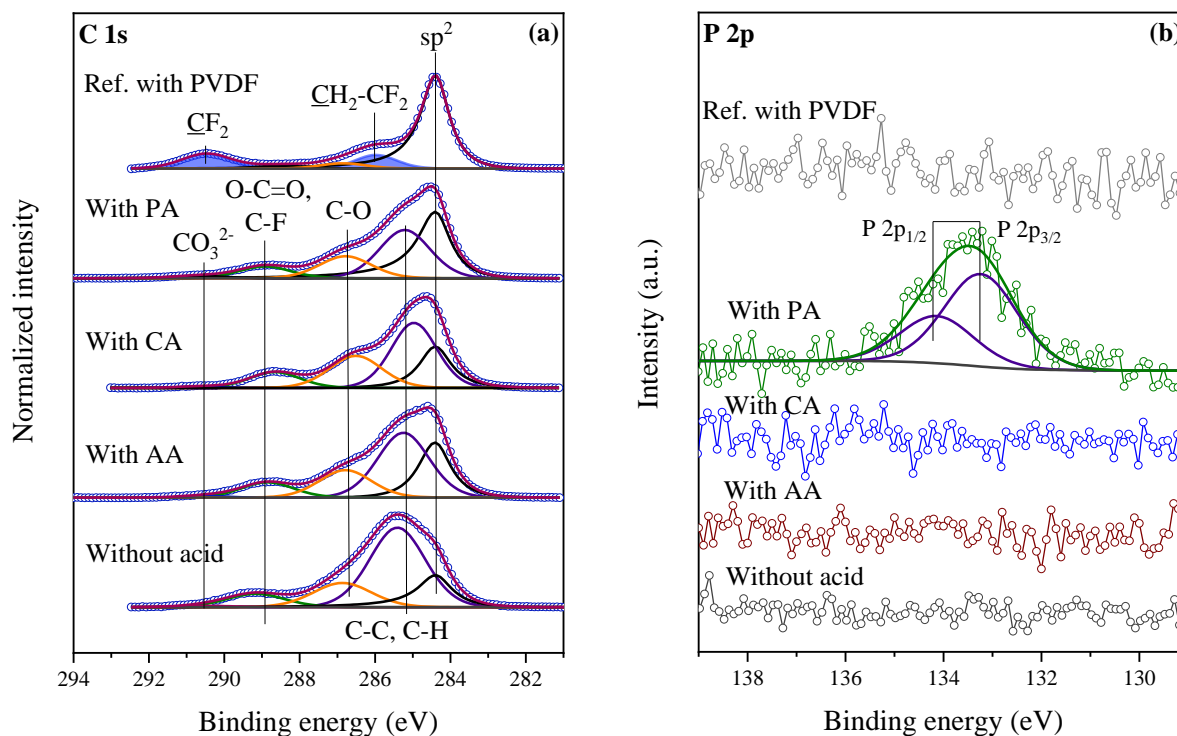 C 1s
(a)
sp²
Ref. with PVDF
CH₂-CF₂
CF₂
O-C=O,
With PA
C-F
C-O
CO₃²⁻
With CA
With AA
Without acid
C-C, C-H
Normalized intensity
294 292 290 288 286 284 282
Binding energy (eV)
P 2p
(b)
Ref. with PVDF
P 2p₁/₂
P 2p₃/₂
With PA
With CA
With AA
Without acid
Intensity (a.u.)
138 136 134 132 130
Binding energy (eV)